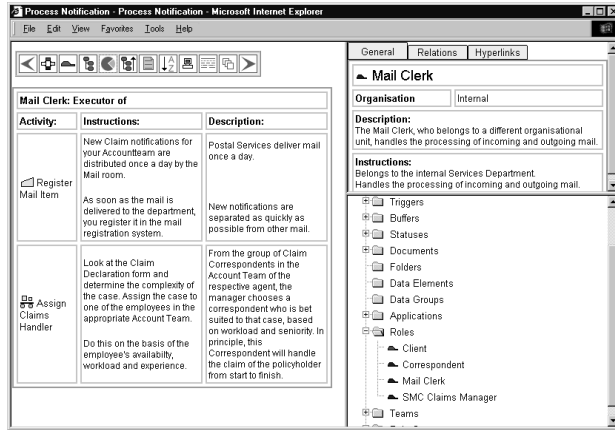 Process Notification - Process Notification - Microsoft Internet Explorer
File Edit View Favorites Tools Help
Mail Clerk: Executor of
Activity: Instructions: Description:
Register
Mail Item
New Claim notifications for
your Accountteam are
distributed once a day by the
Mail room.
As soon as the mail is
delivered to the department,
you register it in the mail
registration system.
Postal Services deliver mail
once a day.
New notifications are
separated as quickly as
possible from other mail.
Assign
Claims
Handler
Look at the Claim
Declaration form and
determine the complexity of
the case. Assign the case to
one of the employees in the
appropriate Account Team.
Do this on the basis of the
employee's availabilty,
workload and experience.
From the group of Claim
Correspondents in the
Account Team of the
respective agent, the
manager chooses a
correspondent who is bet
suited to that case, based
on workload and seniority. In
principle, this
Correspondent will handle
the claim of the policyholder
from start to finish.
General Relations Hyperlinks
Mail Clerk
Organisation Internal
Description:
The Mail Clerk, who belongs to a different organisational
unit, handles the processing of incoming and outgoing mail.
Instructions:
Belongs to the internal Services Department.
Handles the processing of incoming and outgoing mail.
Triggers
Buffers
Statuses
Documents
Folders
Data Elements
Data Groups
Applications
Roles
Client
Correspondent
Mail Clerk
SMC Claims Manager
Teams